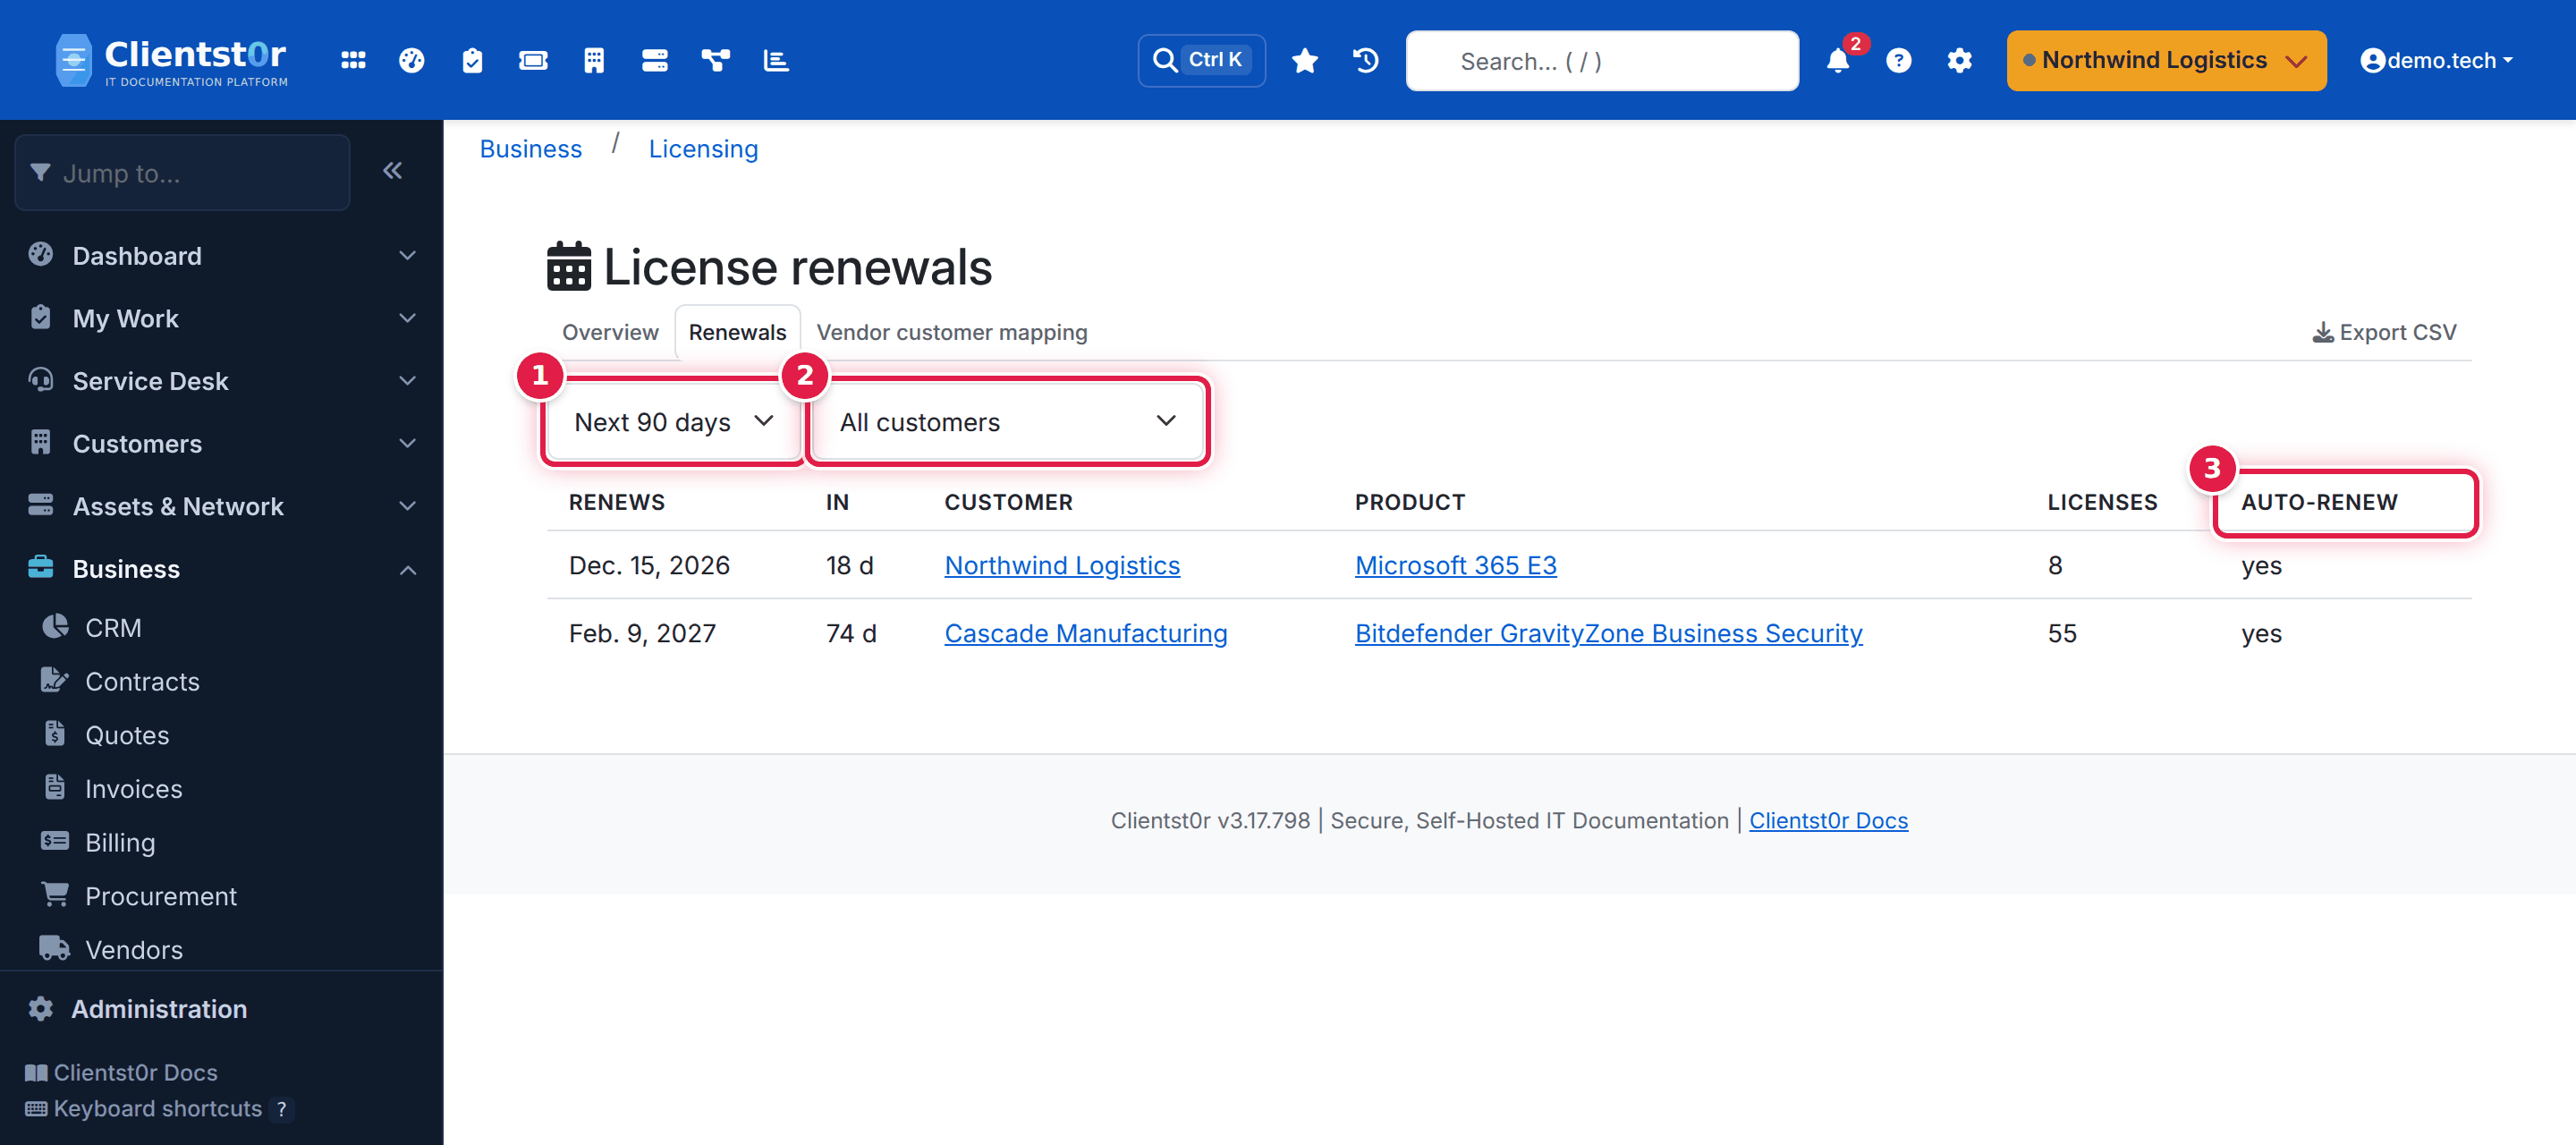 Clientst0r
IT DOCUMENTATION PLATFORM
Ctrl K
Search... ( / )
2
? 
Northwind Logistics
demo.tech
Jump to...
Dashboard
My Work
Service Desk
Customers
Assets & Network
Business
CRM
Contracts
Quotes
Invoices
Billing
Procurement
Vendors
Administration
Clientst0r Docs
Keyboard shortcuts ?
Business / Licensing
License renewals
Overview Renewals Vendor customer mapping Export CSV
1 2
Next 90 days All customers
3
RENEWS IN CUSTOMER PRODUCT LICENSES AUTO-RENEW
Dec. 15, 2026 18 d Northwind Logistics Microsoft 365 E3 8 yes
Feb. 9, 2027 74 d Cascade Manufacturing Bitdefender GravityZone Business Security 55 yes
Clientst0r v3.17.798 | Secure, Self-Hosted IT Documentation | Clientst0r Docs